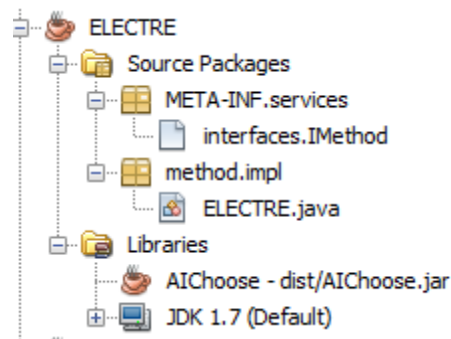 ELECTRE
Source Packages
META-INF.services
interfaces.IMethod
method.impl
ELECTRE.java
Libraries
AIChoose - dist/AIChoose.jar
JDK 1.7 (Default)